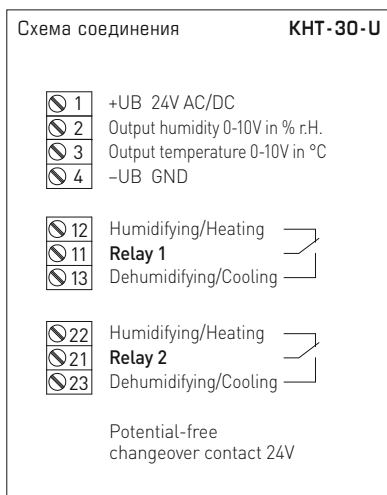 Схема соединения KHT-30-U
1 +UB 24V AC/DC
2 Output humidity 0-10V in % r.H.
3 Output temperature 0-10V in °C
4 –UB GND
12 Humidifying/Heating
11 Relay 1
13 Dehumidifying/Cooling
22 Humidifying/Heating
21 Relay 2
23 Dehumidifying/Cooling
Potential-free
changeover contact 24V